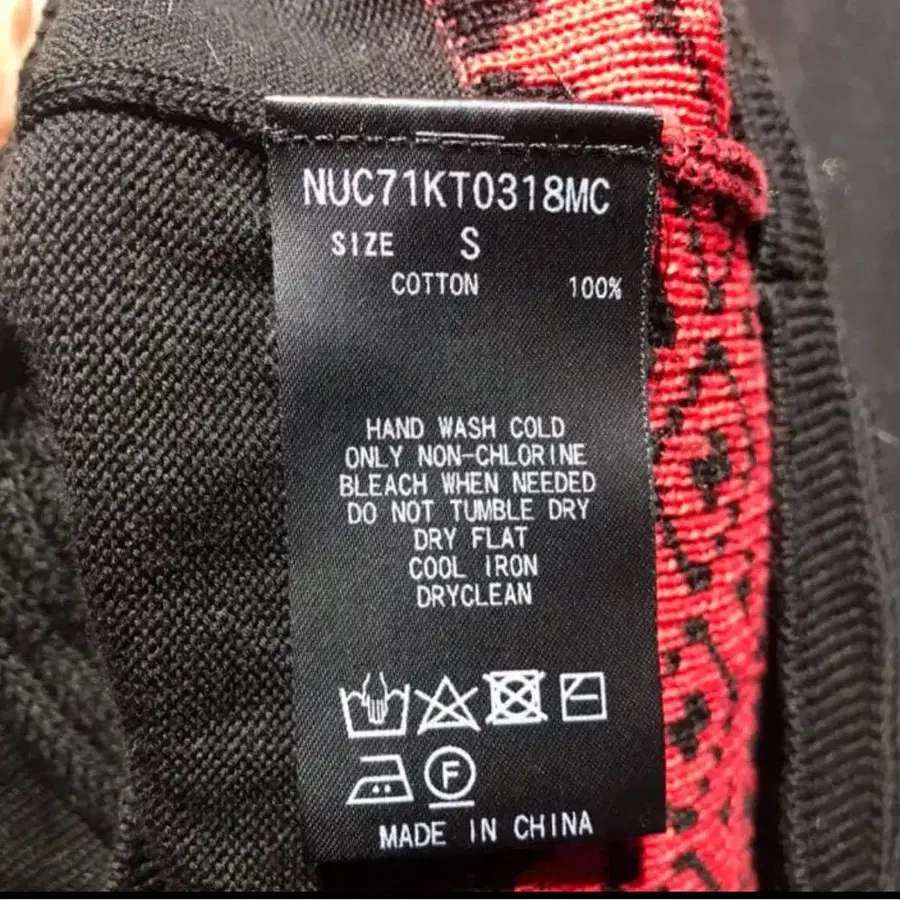 NUC71KT0318MC
SIZE S
COTTON 100%
HAND WASH COLD
ONLY NON-CHLORINE
BLEACH WHEN NEEDED
DO NOT TUMBLE DRY
DRY FLAT
COOL IRON
DRYCLEAN
F
MADE IN CHINA